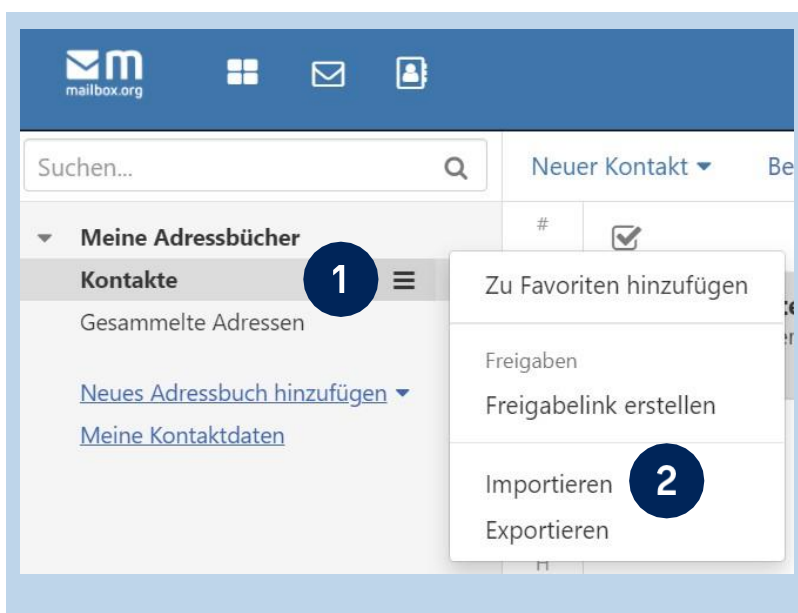 mailbox.org
Suchen...
Neuer Kontakt
Be
#
Meine Adressbücher
Kontakte
1
Gesammelte Adressen
Neues Adressbuch hinzufügen
Meine Kontaktdaten
Zu Favoriten hinzufügen
Freigaben
Freigabelink erstellen
Importieren
2
Exportieren
H